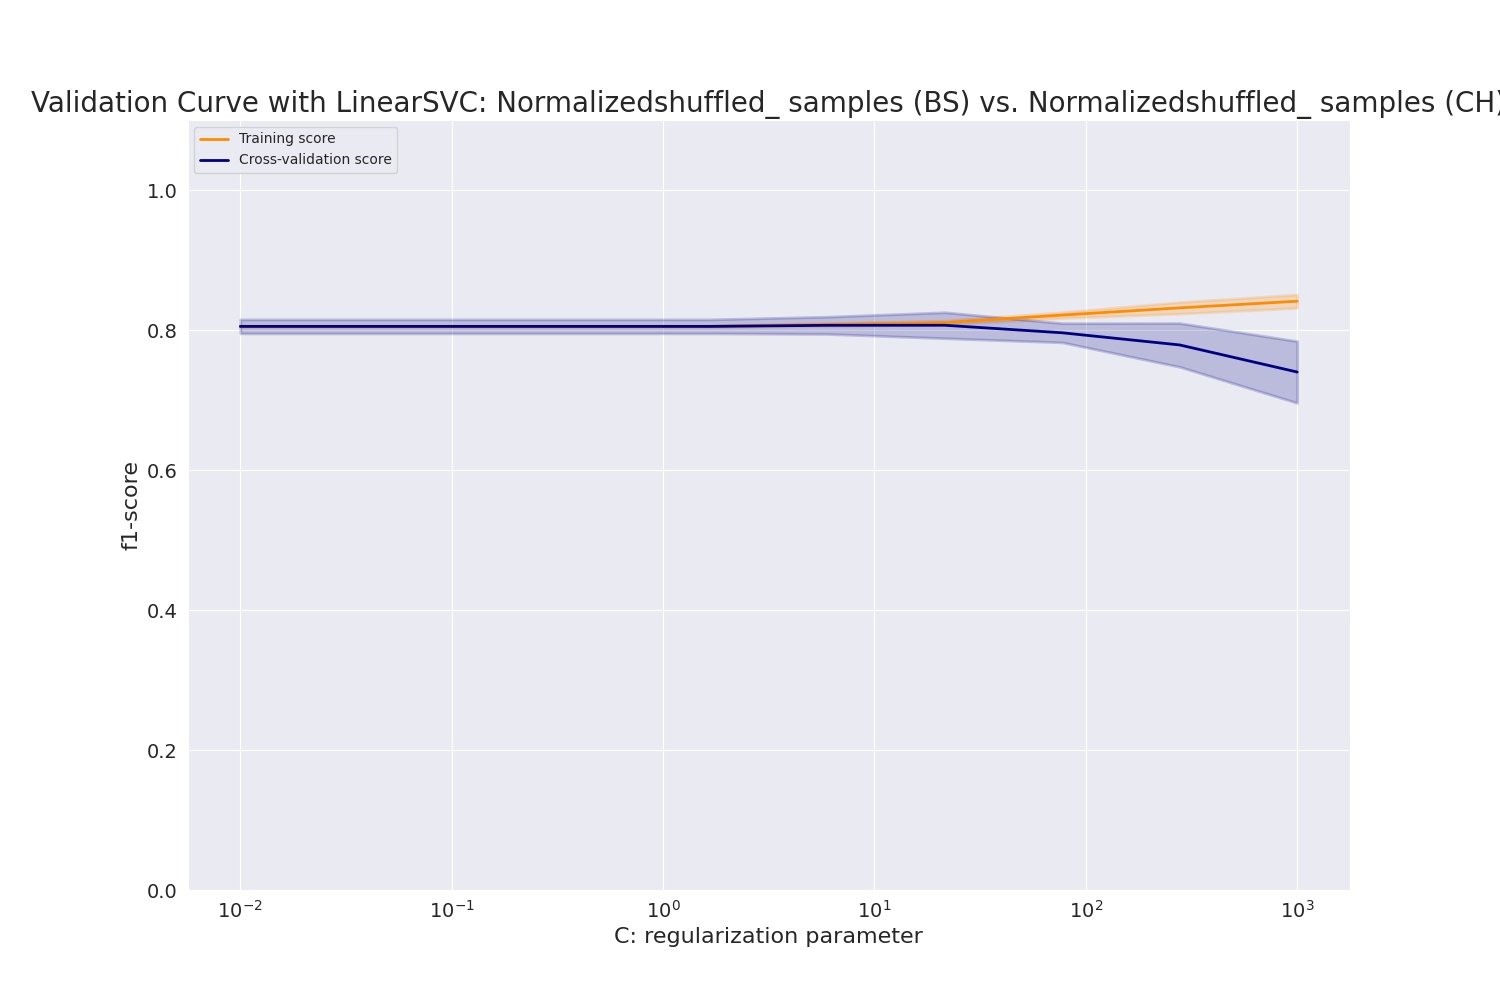 Validation Curve with LinearSVC: Normalizedshuffled_ samples (BS) vs. Normalizedshuffled_ samples (CH)
Training score
Cross-validation score
1.0
0.8
0.6
0.4
0.2
0.0
f1-score
10⁻² 10⁻¹ 10⁰ 10¹ 10² 10³
C: regularization parameter